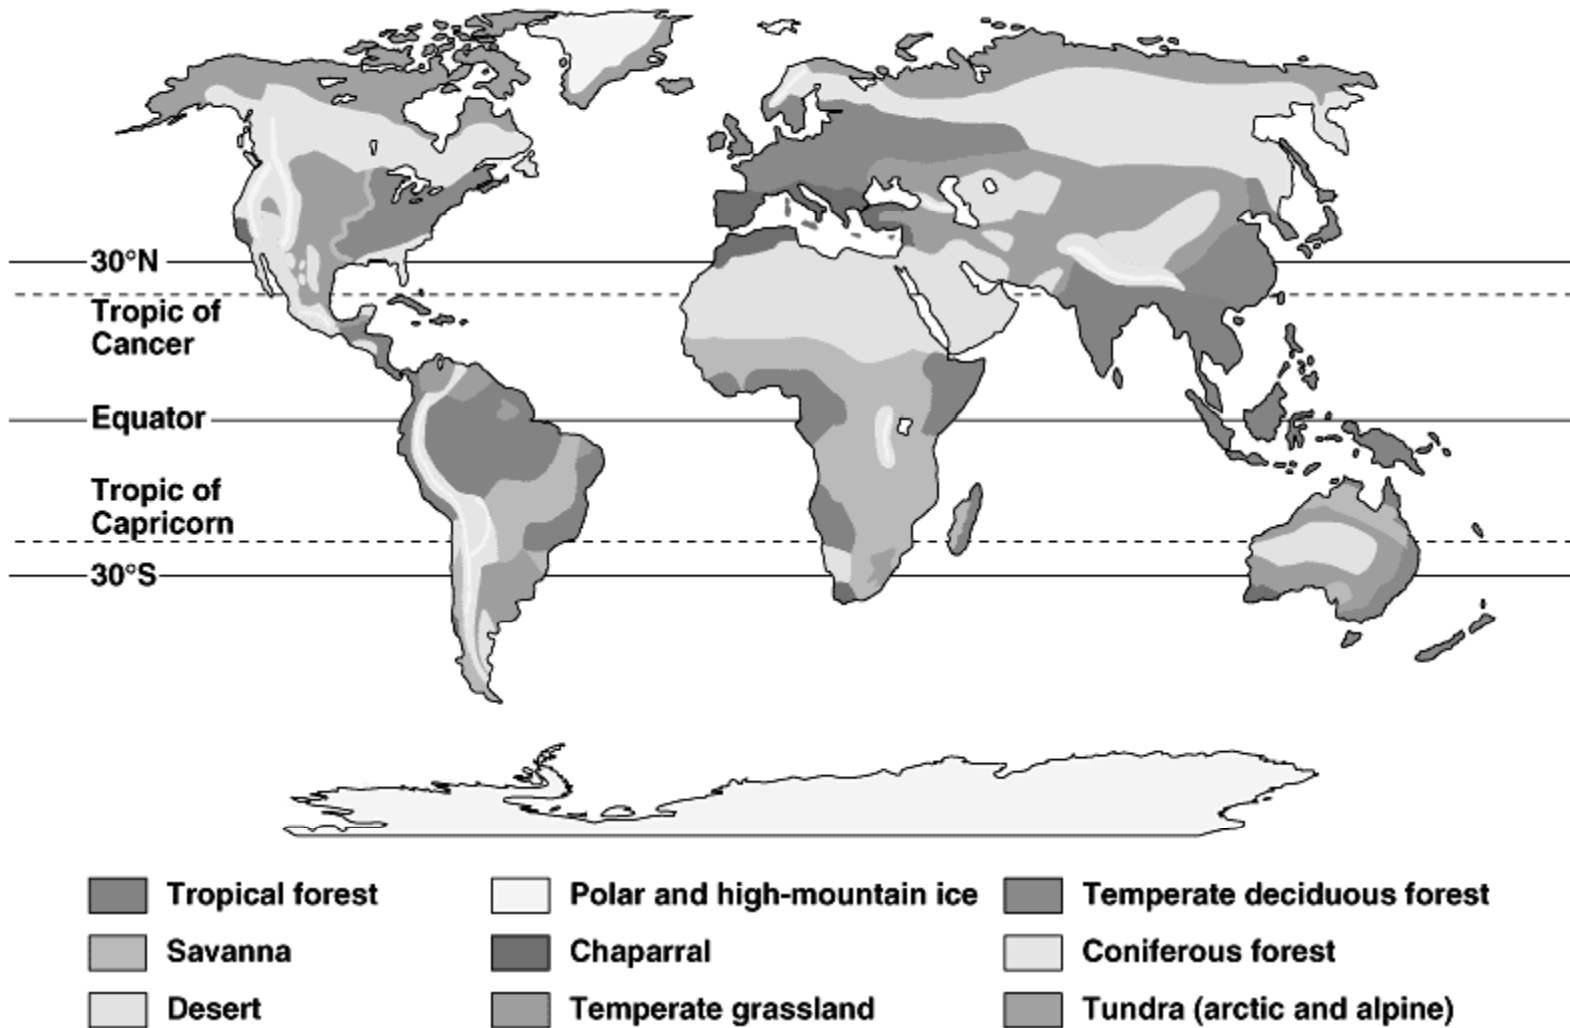 30°N
Tropic of
Cancer
Equator
Tropic of
Capricorn
30°S
Tropical forest
Polar and high-mountain ice
Temperate deciduous forest
Savanna
Chaparral
Coniferous forest
Desert
Temperate grassland
Tundra (arctic and alpine)